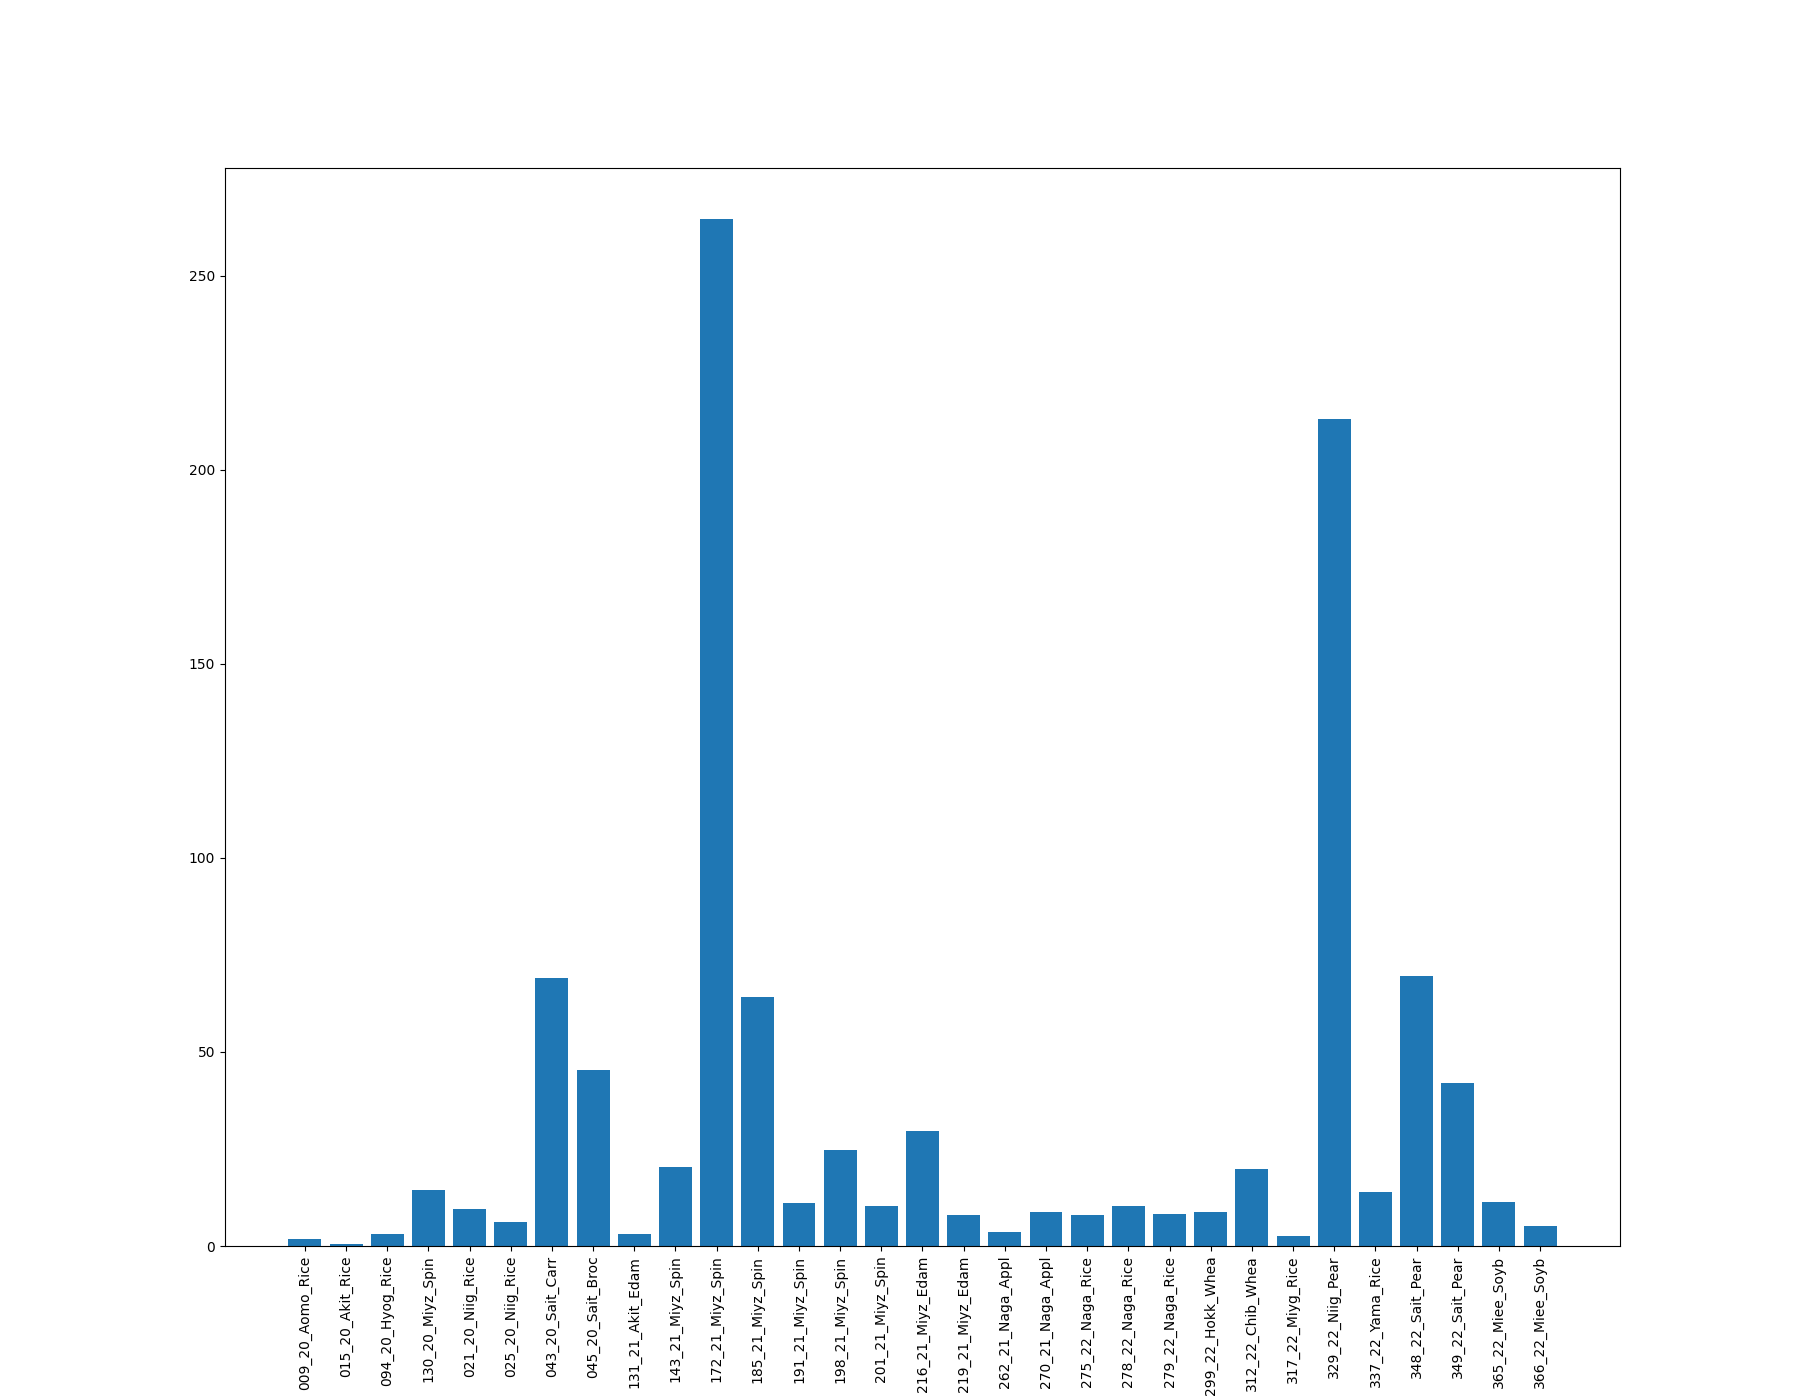 250
200
150
100
50
0
009_20_Aomo_Rice
015_20_Akit_Rice
094_20_Hyog_Rice
130_20_Miyz_Spin
021_20_Niig_Rice
025_20_Niig_Rice
043_20_Sait_Carr
045_20_Sait_Broc
131_21_Akit_Edam
143_21_Miyz_Spin
172_21_Miyz_Spin
185_21_Miyz_Spin
191_21_Miyz_Spin
198_21_Miyz_Spin
201_21_Miyz_Spin
216_21_Miyz_Edam
219_21_Miyz_Edam
262_21_Naga_Appl
270_21_Naga_Appl
275_22_Naga_Rice
278_22_Naga_Rice
279_22_Naga_Rice
299_22_Hokk_Whea
312_22_Chib_Whea
317_22_Miyg_Rice
329_22_Niig_Pear
337_22_Yama_Rice
348_22_Sait_Pear
349_22_Sait_Pear
365_22_Miee_Soyb
366_22_Miee_Soyb